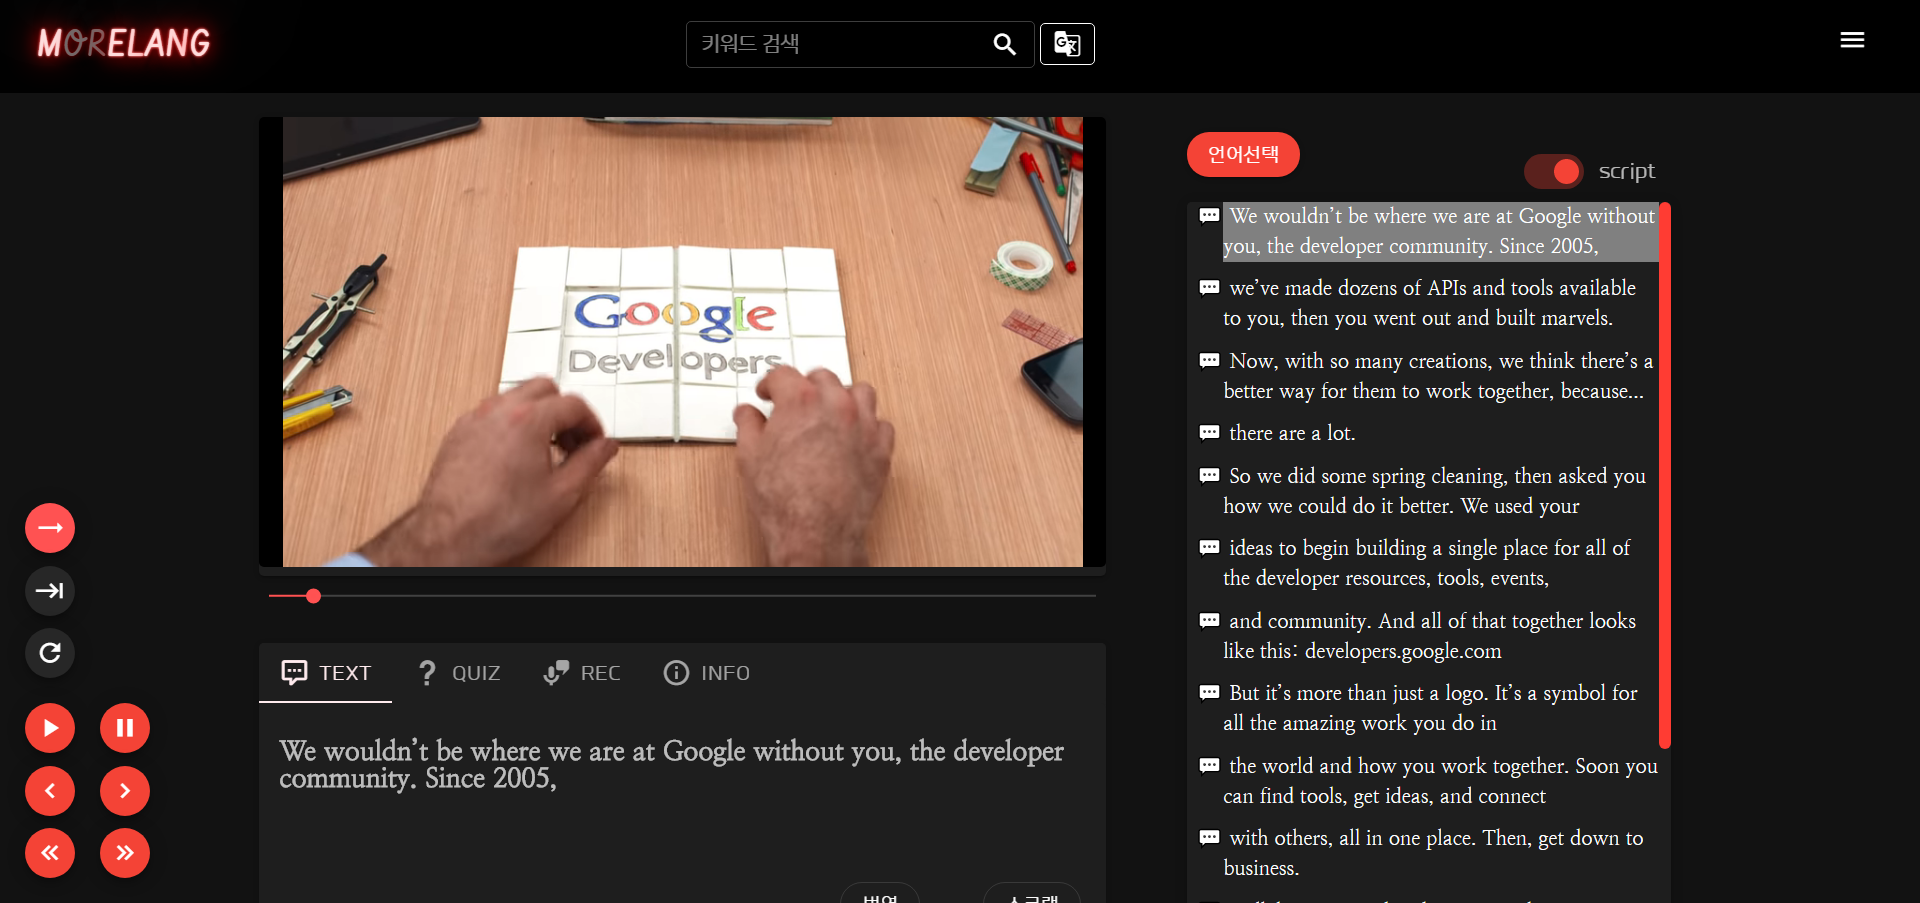 MORELANG
키워드 검색
Google
Developers
언어선택
script
We wouldn't be where we are at Google without
you, the developer community. Since 2005,
we've made dozens of APIs and tools available
to you, then you went out and built marvels.
Now, with so many creations, we think there's a
better way for them to work together, because...
there are a lot.
So we did some spring cleaning, then asked you
how we could do it better. We used your
ideas to begin building a single place for all of
the developer resources, tools, events,
and community. And all of that together looks
like this: developers.google.com
But it's more than just a logo. It's a symbol for
all the amazing work you do in
the world and how you work together. Soon you
can find tools, get ideas, and connect
with others, all in one place. Then, get down to
business.
TEXT
QUIZ
REC
INFO
We wouldn't be where we are at Google without you, the developer
community. Since 2005,
번역
스크랩